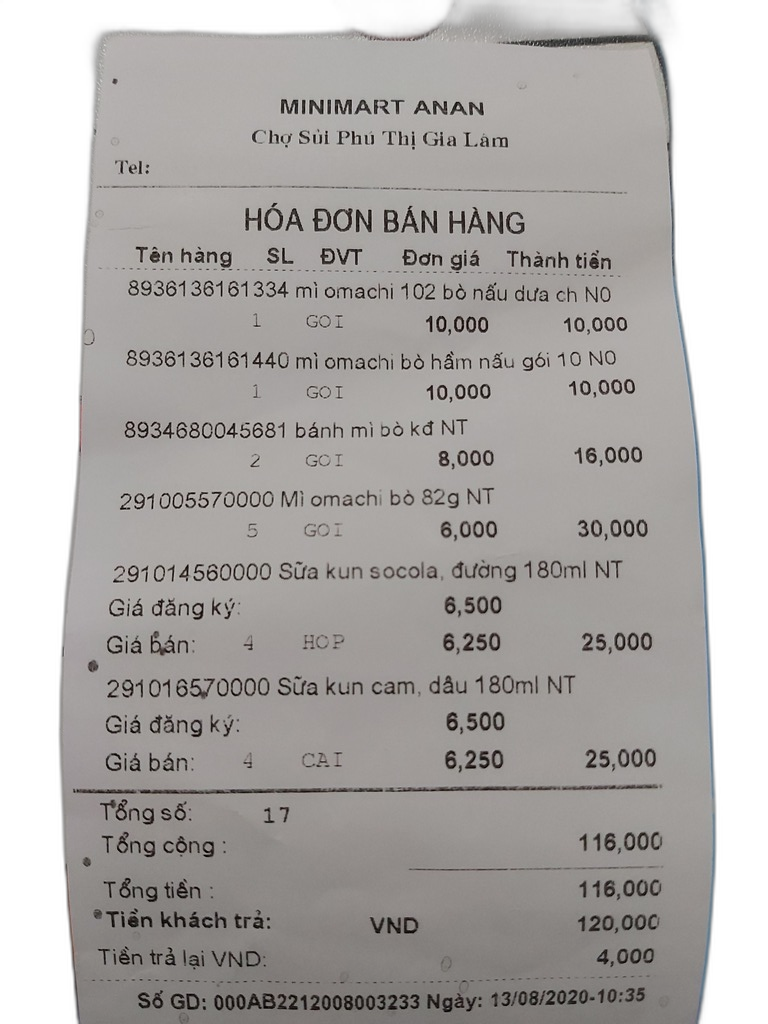 MINIMART ANAN
Chợ Sủi Phú Thị Gia Lâm
Tel:
HÓA ĐƠN BÁN HÀNG
Tên hàng SL ĐVT Đơn giá Thành tiền
8936136161334 mì omachi 102 bò nấu dưa ch N0
1 GOI 10,000 10,000
8936136161440 mì omachi bò hầm nấu gói 10 N0
1 GOI 10,000 10,000
8934680045681 bánh mì bò kđ NT
2 GOI 8,000 16,000
291005570000 Mì omachi bò 82g NT
5 GOI 6,000 30,000
291014560000 Sữa kun socola, đường 180ml NT
Giá đăng ký: 6,500
Giá bán: 4 HOP 6,250 25,000
291016570000 Sữa kun cam, dâu 180ml NT
Giá đăng ký: 6,500
Giá bán: 4 CAI 6,250 25,000
Tổng số: 17
Tổng cộng : 116,000
Tổng tiền : 116,000
Tiền khách trả: VND 120,000
Tiền trả lại VND: 4,000
Số GD: 000AB2212008003233 Ngày: 13/08/2020-10:35